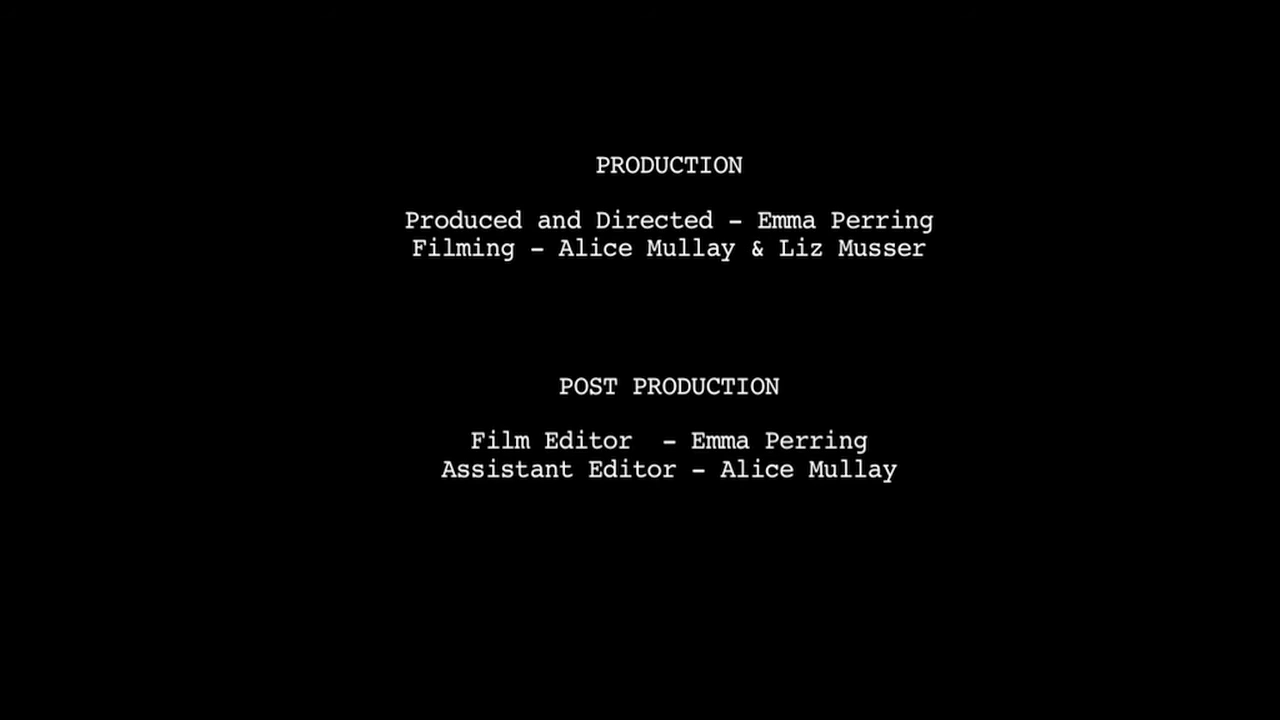 PRODUCTION
Produced and Directed - Emma Perring
Filming - Alice Mullay & Liz Musser
POST PRODUCTION
Film Editor  - Emma Perring
Assistant Editor - Alice Mullay